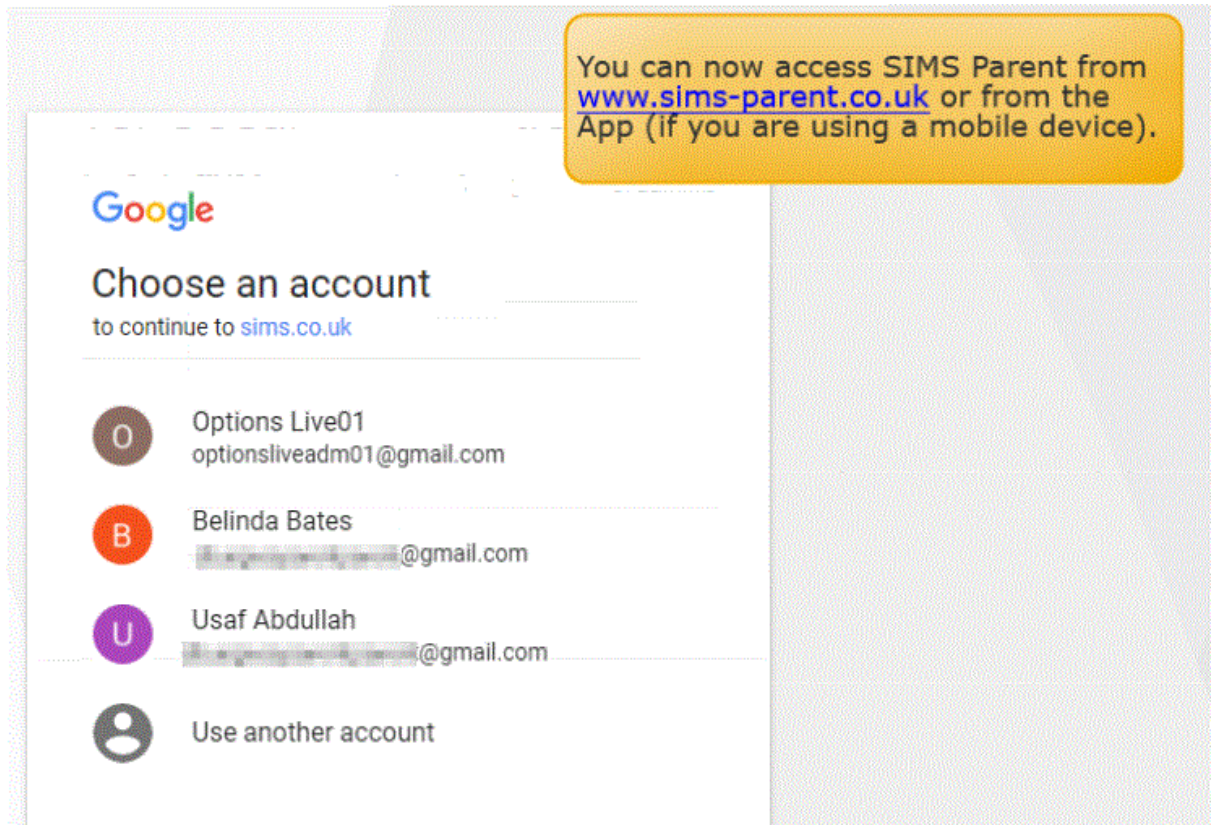 You can now access SIMS Parent from
www.sims-parent.co.uk or from the
App (if you are using a mobile device).
Google
Choose an account
to continue to sims.co.uk
O
Options Live01
optionsliveadm01@gmail.com
B
Belinda Bates
@gmail.com
U
Usaf Abdullah
@gmail.com
Use another account